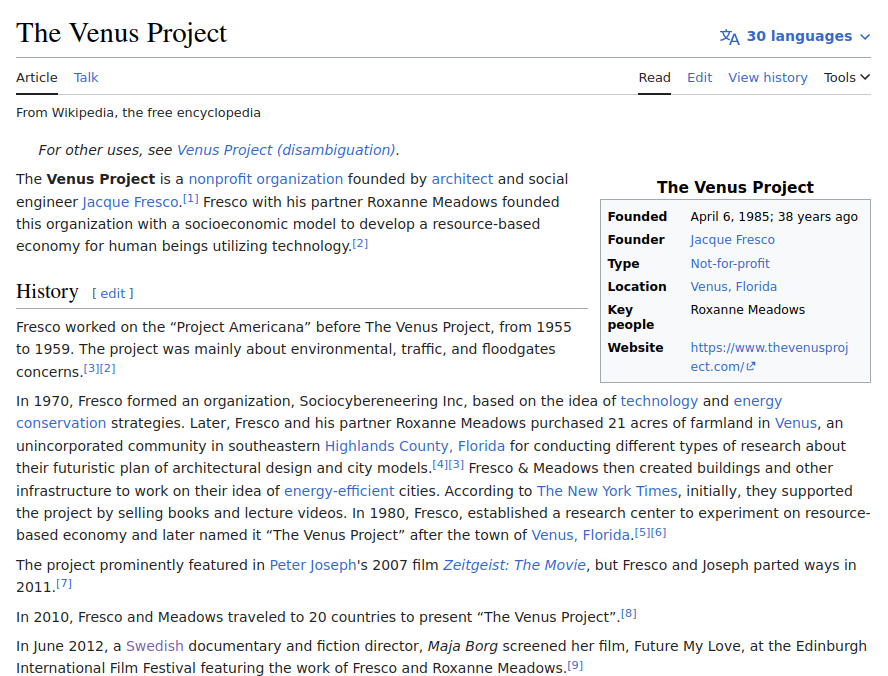 The Venus Project
30 languages
Article Talk Read Edit View history Tools
From Wikipedia, the free encyclopedia
For other uses, see Venus Project (disambiguation).
The Venus Project is a nonprofit organization founded by architect and social
engineer Jacque Fresco.[1] Fresco with his partner Roxanne Meadows founded
this organization with a socioeconomic model to develop a resource-based
economy for human beings utilizing technology.[2]
The Venus Project
Founded April 6, 1985; 38 years ago
Founder Jacque Fresco
Type Not-for-profit
Location Venus, Florida
Key Roxanne Meadows
people
Website https://www.thevenusproj
ect.com/
History [ edit ]
Fresco worked on the “Project Americana” before The Venus Project, from 1955
to 1959. The project was mainly about environmental, traffic, and floodgates
concerns.[3][2]
In 1970, Fresco formed an organization, Sociocybereneering Inc, based on the idea of technology and energy
conservation strategies. Later, Fresco and his partner Roxanne Meadows purchased 21 acres of farmland in Venus, an
unincorporated community in southeastern Highlands County, Florida for conducting different types of research about
their futuristic plan of architectural design and city models.[4][3] Fresco & Meadows then created buildings and other
infrastructure to work on their idea of energy-efficient cities. According to The New York Times, initially, they supported
the project by selling books and lecture videos. In 1980, Fresco, established a research center to experiment on resource-
based economy and later named it “The Venus Project” after the town of Venus, Florida.[5][6]
The project prominently featured in Peter Joseph's 2007 film Zeitgeist: The Movie, but Fresco and Joseph parted ways in
2011.[7]
In 2010, Fresco and Meadows traveled to 20 countries to present “The Venus Project”.[8]
In June 2012, a Swedish documentary and fiction director, Maja Borg screened her film, Future My Love, at the Edinburgh
International Film Festival featuring the work of Fresco and Roxanne Meadows.[9]